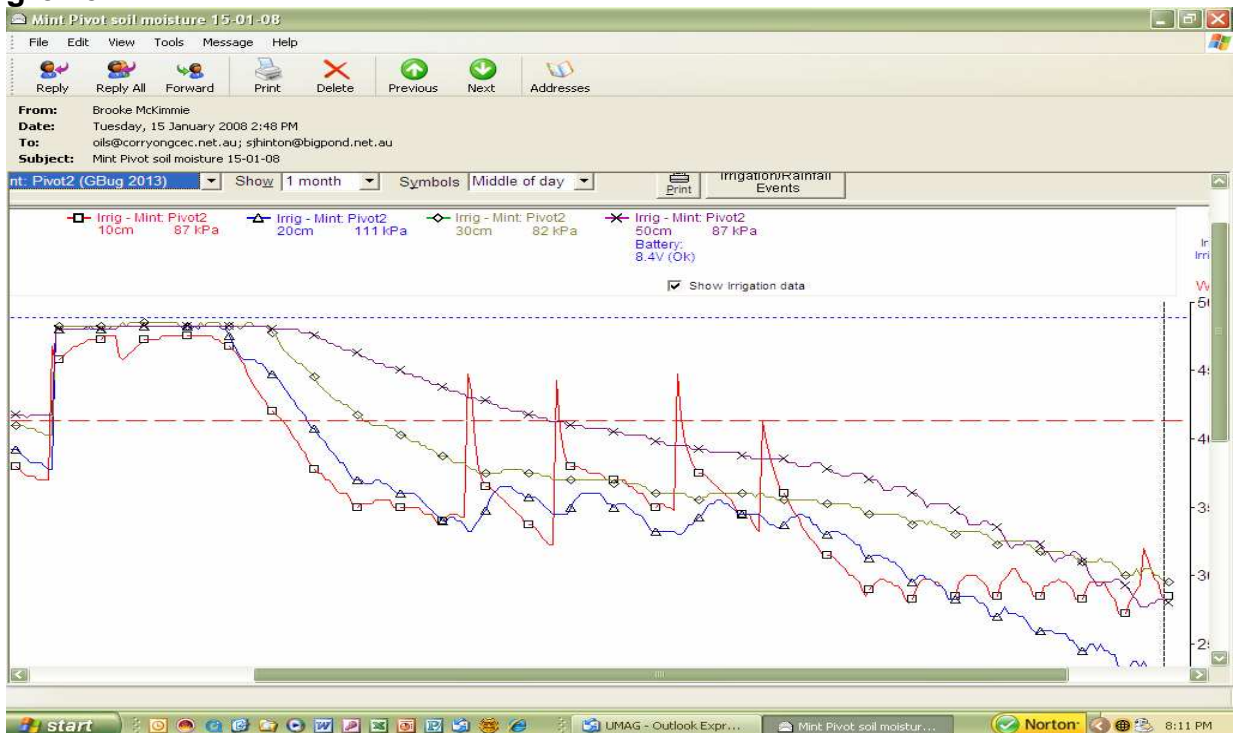 Mint Pivot soil moisture 15-01-08
File Edit View Tools Message Help
Reply Reply All Forward Print Delete Previous Next Addresses
From: Brooke McKimmie
Date: Tuesday, 15 January 2008 2:48 PM
To: oils@corryongcec.net.au; sjhinton@bigpond.net.au
Subject: Mint Pivot soil moisture 15-01-08
nt: Pivot2 (GBug 2013) Show 1 month Symbols Middle of day Print Irrigation/Rainfall
Events
Irrig - Mint: Pivot2 Irrig - Mint: Pivot2 Irrig - Mint: Pivot2 Irrig - Mint: Pivot2
10cm 87 kPa 20cm 111 kPa 30cm 82 kPa 50cm 87 kPa
Battery:
8.4V (Ok)
Ir
Irri
Show Irrigation data
W
start UMAG - Outlook Expr... Mint Pivot soil moistur... Norton 8:11 PM